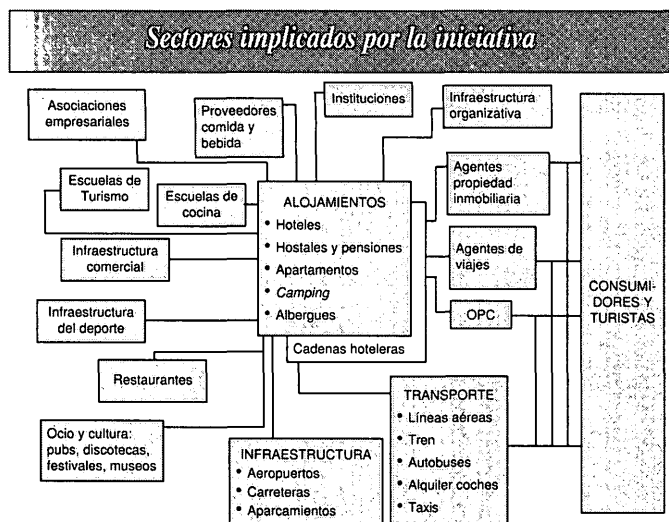 Sectores implicados por la iniciativa
Asociaciones
empresariales
Proveedores
comida y
bebida
Instituciones
Infraestructura
organizativa
Escuelas de
Turismo
Escuelas de
cocina
Infraestructura
comercial
Infraestructura
del deporte
Restaurantes
Ocio y cultura:
pubs, discotecas,
festivales, museos
ALOJAMIENTOS
• Hoteles
• Hostales y pensiones
• Apartamentos
• Camping
• Albergues
Cadenas hoteleras
Agentes
propiedad
inmobiliaria
Agentes de
viajes
OPC
CONSUMI-
DORES Y
TURISTAS
INFRAESTRUCTURA
• Aeropuertos
• Carreteras
• Aparcamientos
TRANSPORTE
• Líneas aéreas
• Tren
• Autobuses
• Alquiler coches
• Taxis